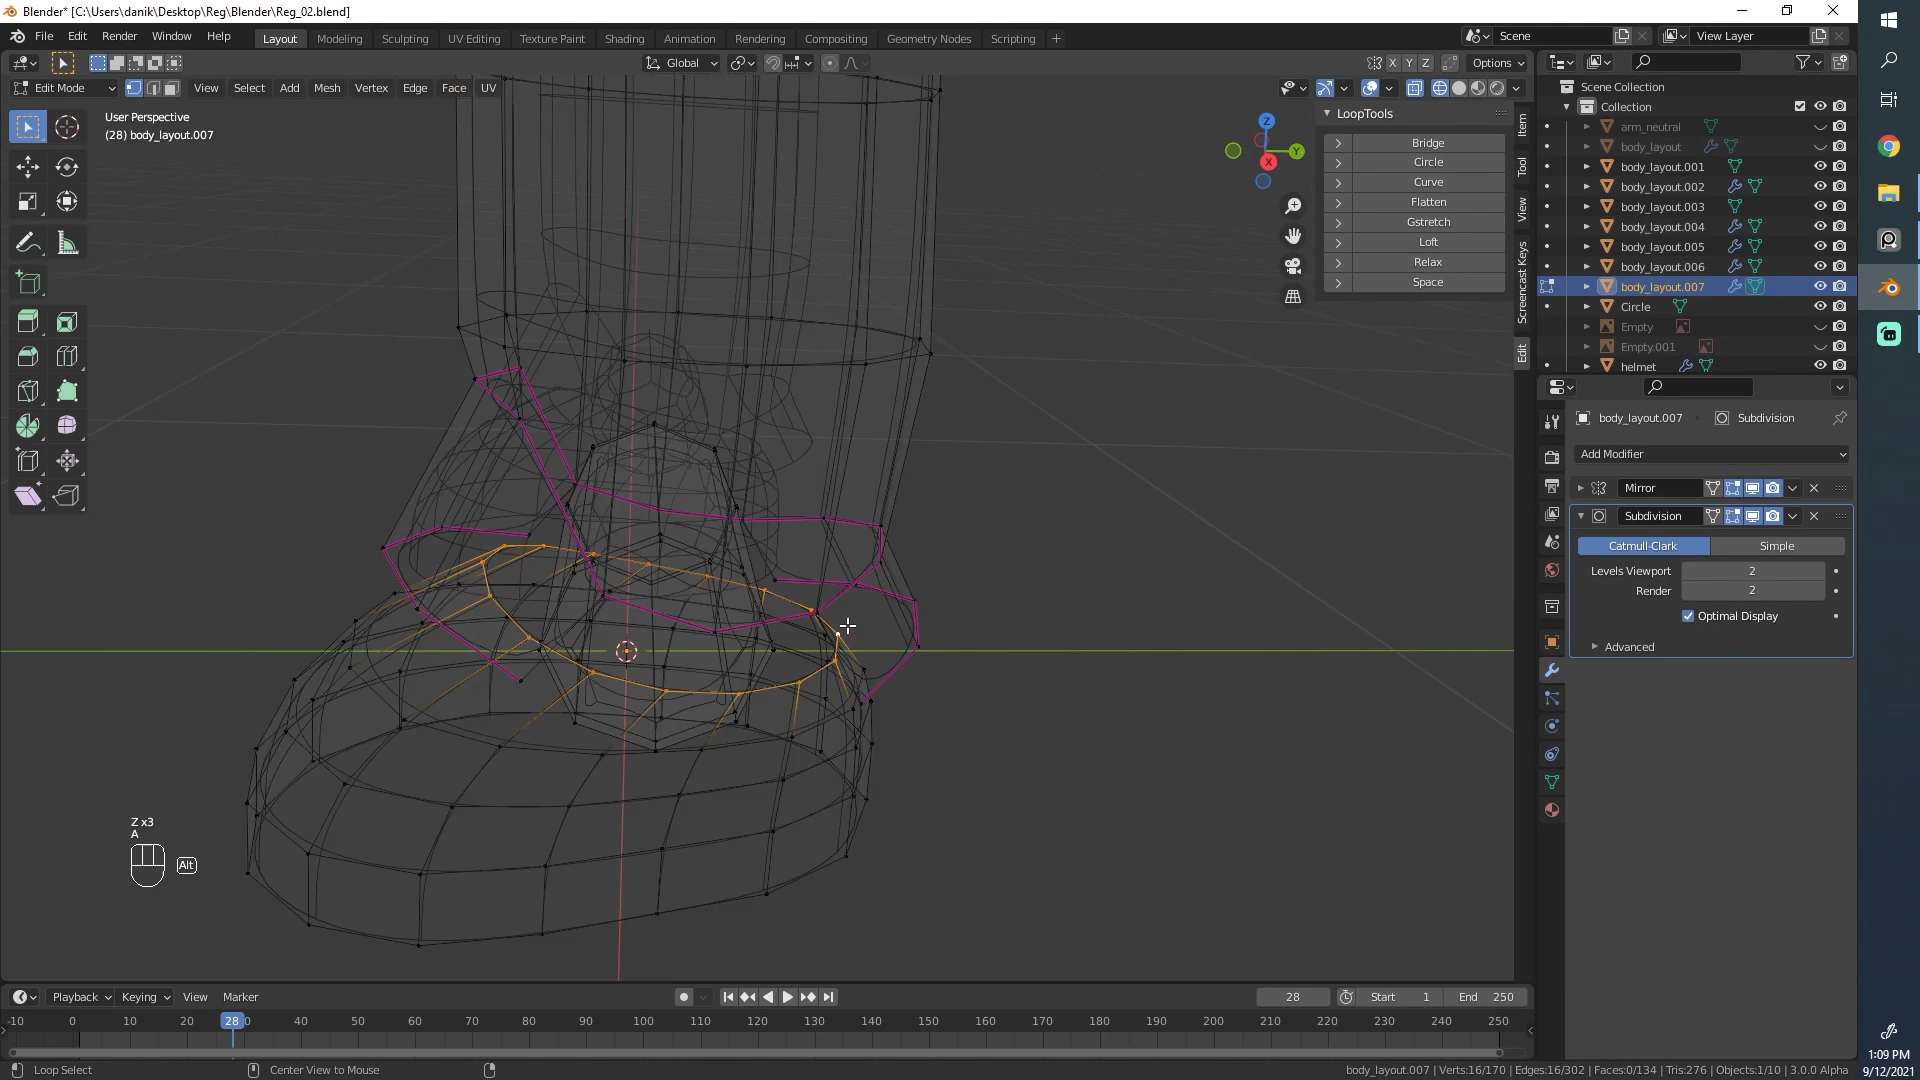 Blender* [C:\Users\danik\Desktop\Reg\Blender\Reg_02.blend]
File Edit Render Window Help
Layout Modeling Sculpting UV Editing Texture Paint Shading Animation Rendering Compositing Geometry Nodes Scripting +
Scene View Layer
Global X Y Z Options
Edit Mode View Select Add Mesh Vertex Edge Face UV
User Perspective
(28) body_layout.007
Z
Y
X
LoopTools
Bridge
Circle
Curve
Flatten
Gstretch
Loft
Relax
Space
Item
Tool
View
Screencast Keys
Edit
Scene Collection
Collection
arm_neutral
body_layout
body_layout.001
body_layout.002
body_layout.003
body_layout.004
body_layout.005
body_layout.006
body_layout.007
Circle
Empty
Empty.001
helmet
body_layout.007 Subdivision
Add Modifier
Mirror
Subdivision
Catmull-Clark Simple
Levels Viewport 2
Render 2
Optimal Display
Advanced
Z x3
A
Alt
Playback Keying View Marker
28 Start 1 End 250
-10 0 10 20 28 40 50 60 70 80 90 100 110 120 130 140 150 160 170 180 190 200 210 220 230 240 250
Loop Select Center View to Mouse
body_layout.007 | Verts:16/170 | Edges:16/302 | Faces:0/134 | Tris:276 | Objects:1/10 | 3.0.0 Alpha
1:09 PM
9/12/2021